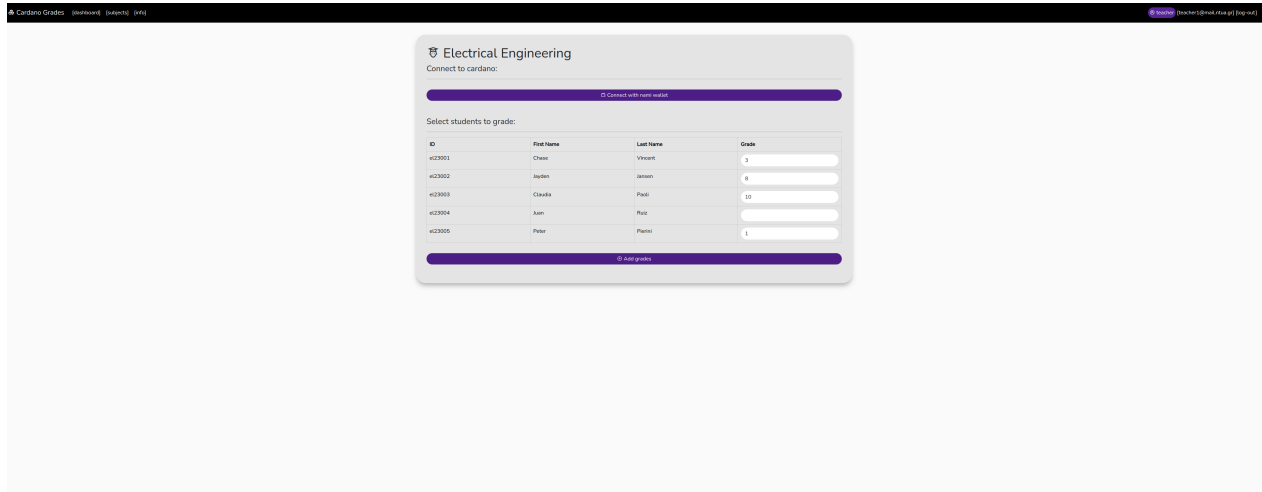 Cardano Grades [dashboard] [subjects] [info] teacher [teacher1@mail.ntua.gr] [log-out]
Electrical Engineering
Connect to cardano:
Connect with nami wallet
Select students to grade:
ID First Name Last Name Grade
el23001 Chase Vincent 3
el23002 Jayden Jansen 8
el23003 Claudio Paoli 10
el23004 Juan Ruiz
el23005 Peter Pierini 1
Add grades